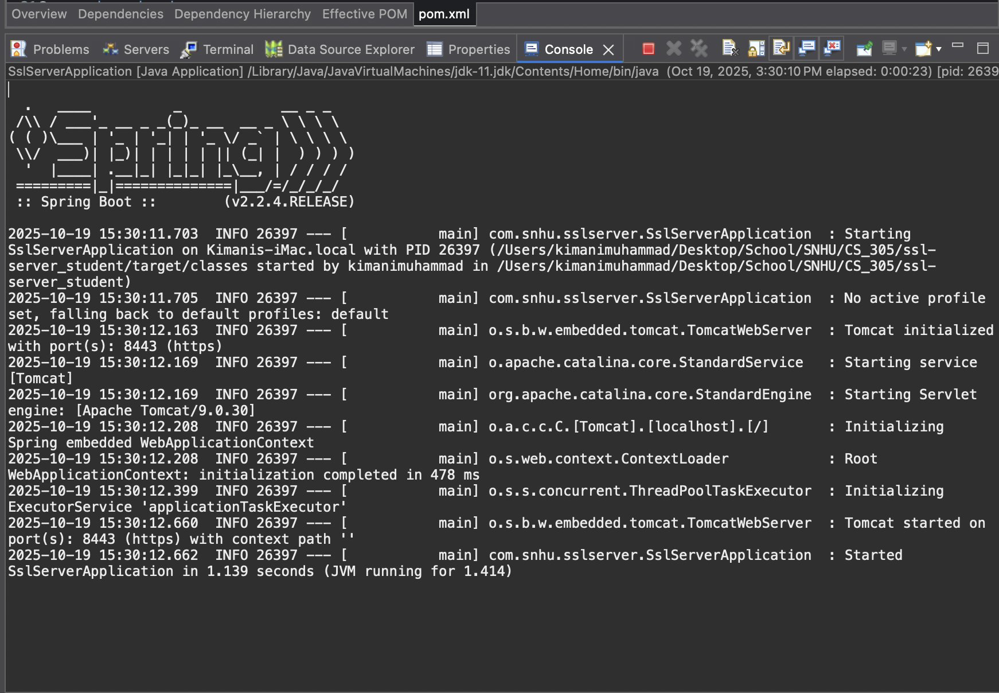 Overview Dependencies Dependency Hierarchy Effective POM pom.xml
Problems Servers Terminal Data Source Explorer Properties Console
SslServerApplication [Java Application] /Library/Java/JavaVirtualMachines/jdk-11.jdk/Contents/Home/bin/java (Oct 19, 2025, 3:30:10 PM elapsed: 0:00:23) [pid: 2639
  .   ____          _            __ _ _
 /\\ / ___'_ __ _ _(_)_ __  __ _ \ \ \ \
( ( )\___ | '_ | '_| | '_ \/ _` | \ \ \ \
 \\/  ___)| |_)| | | | | || (_| |  ) ) ) )
  '  |____| .__|_| |_|_| |_\__, | / / / /
 =========|_|==============|___/=/_/_/_/
 :: Spring Boot ::        (v2.2.4.RELEASE)
2025-10-19 15:30:11.703  INFO 26397 --- [           main] com.snhu.sslserver.SslServerApplication  : Starting
SslServerApplication on Kimanis-iMac.local with PID 26397 (/Users/kimanimuhammad/Desktop/School/SNHU/CS_305/ssl-
server_student/target/classes started by kimanimuhammad in /Users/kimanimuhammad/Desktop/School/SNHU/CS_305/ssl-
server_student)
2025-10-19 15:30:11.705  INFO 26397 --- [           main] com.snhu.sslserver.SslServerApplication  : No active profile
set, falling back to default profiles: default
2025-10-19 15:30:12.163  INFO 26397 --- [           main] o.s.b.w.embedded.tomcat.TomcatWebServer  : Tomcat initialized
with port(s): 8443 (https)
2025-10-19 15:30:12.169  INFO 26397 --- [           main] o.apache.catalina.core.StandardService   : Starting service
[Tomcat]
2025-10-19 15:30:12.169  INFO 26397 --- [           main] org.apache.catalina.core.StandardEngine  : Starting Servlet
engine: [Apache Tomcat/9.0.30]
2025-10-19 15:30:12.208  INFO 26397 --- [           main] o.a.c.c.C.[Tomcat].[localhost].[/]       : Initializing
Spring embedded WebApplicationContext
2025-10-19 15:30:12.208  INFO 26397 --- [           main] o.s.web.context.ContextLoader            : Root
WebApplicationContext: initialization completed in 478 ms
2025-10-19 15:30:12.399  INFO 26397 --- [           main] o.s.s.concurrent.ThreadPoolTaskExecutor  : Initializing
ExecutorService 'applicationTaskExecutor'
2025-10-19 15:30:12.660  INFO 26397 --- [           main] o.s.b.w.embedded.tomcat.TomcatWebServer  : Tomcat started on
port(s): 8443 (https) with context path ''
2025-10-19 15:30:12.662  INFO 26397 --- [           main] com.snhu.sslserver.SslServerApplication  : Started
SslServerApplication in 1.139 seconds (JVM running for 1.414)